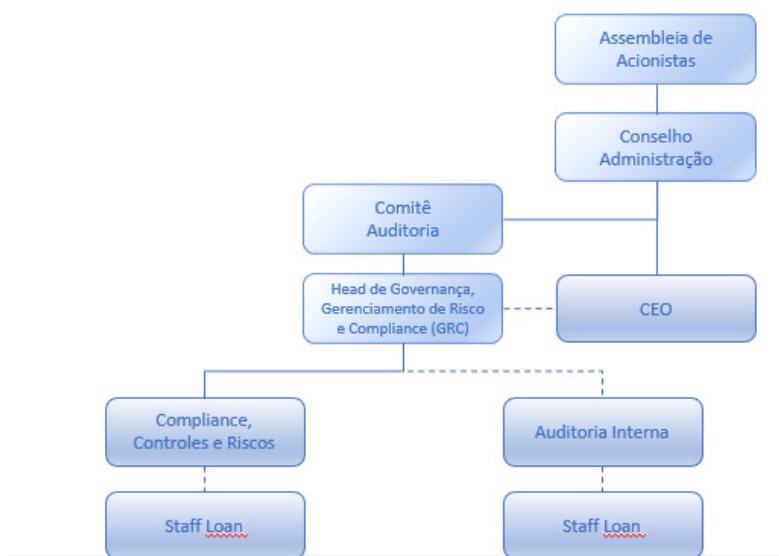 Assembleia de
Acionistas
Conselho
Administração
Comitê
Auditoria
Head de Governança,
Gerenciamento de Risco
e Compliance (GRC)
CEO
Compliance,
Controles e Riscos
Auditoria Interna
Staff Loan
Staff Loan